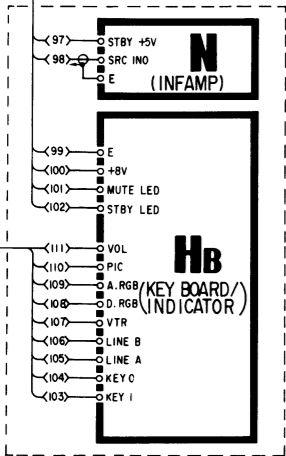 97 STBY +5V
98 SRC INO
E
N
(INFAMP)
99 E
100 +8V
101 MUTE LED
102 STBY LED
111 VOL
110 PIC
109 A.RGB
108 D.RGB
107 VTR
106 LINE B
105 LINE A
104 KEY 0
103 KEY 1
HB
(KEY BOARD/
INDICATOR)